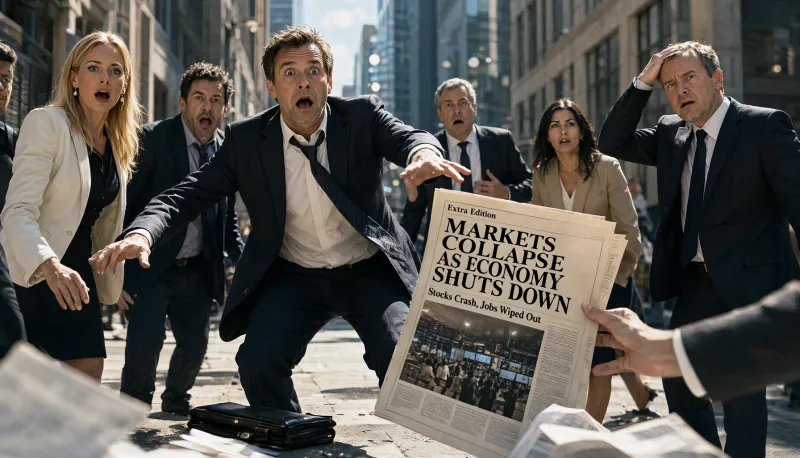 Extra Edition
MARKETS
COLLAPSE
AS ECONOMY
SHUTS DOWN
Stocks Crash, Jobs Wiped Out